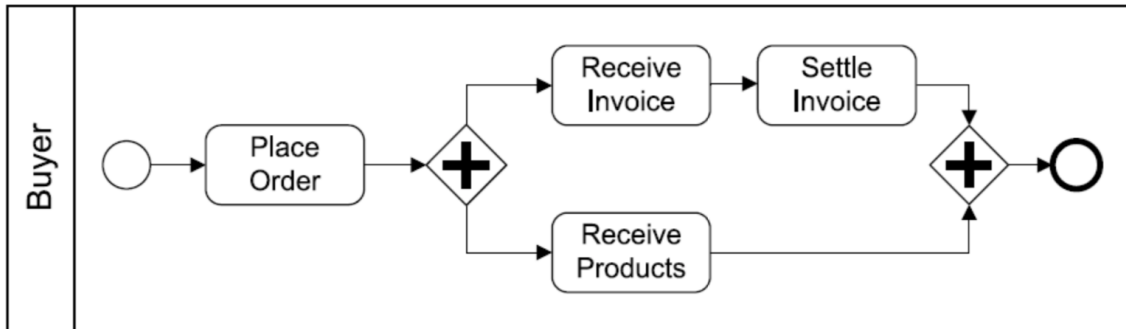 Buyer
Place
Order
Receive
Invoice
Settle
Invoice
Receive
Products